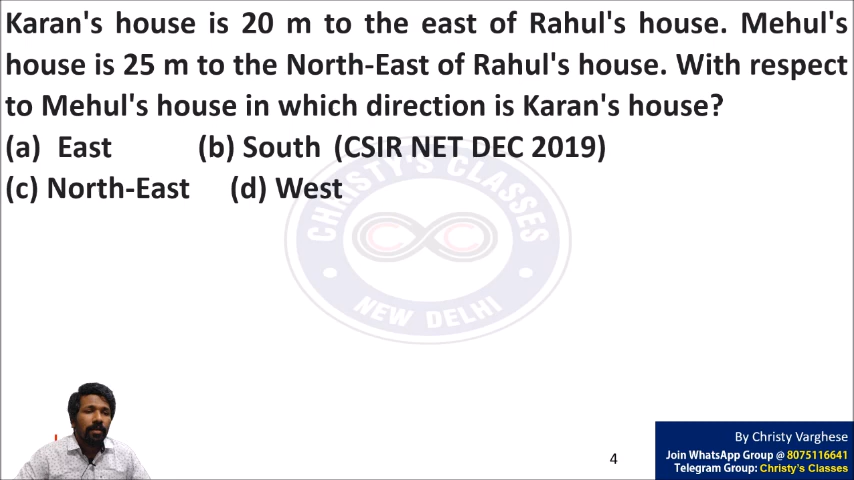 Karan's house is 20 m to the east of Rahul's house. Mehul's
house is 25 m to the North-East of Rahul's house. With respect
to Mehul's house in which direction is Karan's house?
(a) East (b) South (CSIR NET DEC 2019)
(c) North-East (d) West
CHRISTY'S CLASSES
NEW DELHI
4
By Christy Varghese
Join WhatsApp Group @ 8075116641
Telegram Group: Christy's Classes